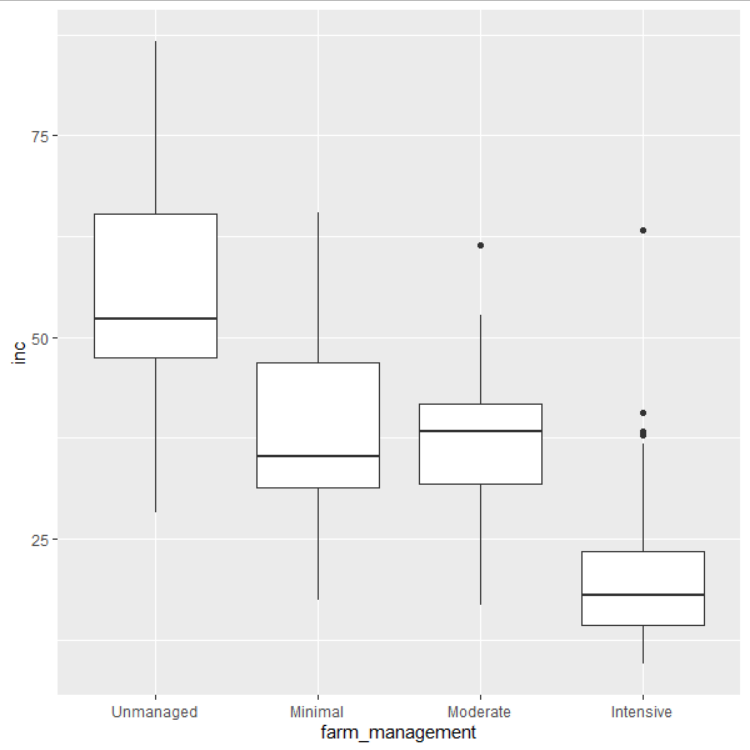 75
50
25
inc
Unmanaged Minimal Moderate Intensive
farm_management